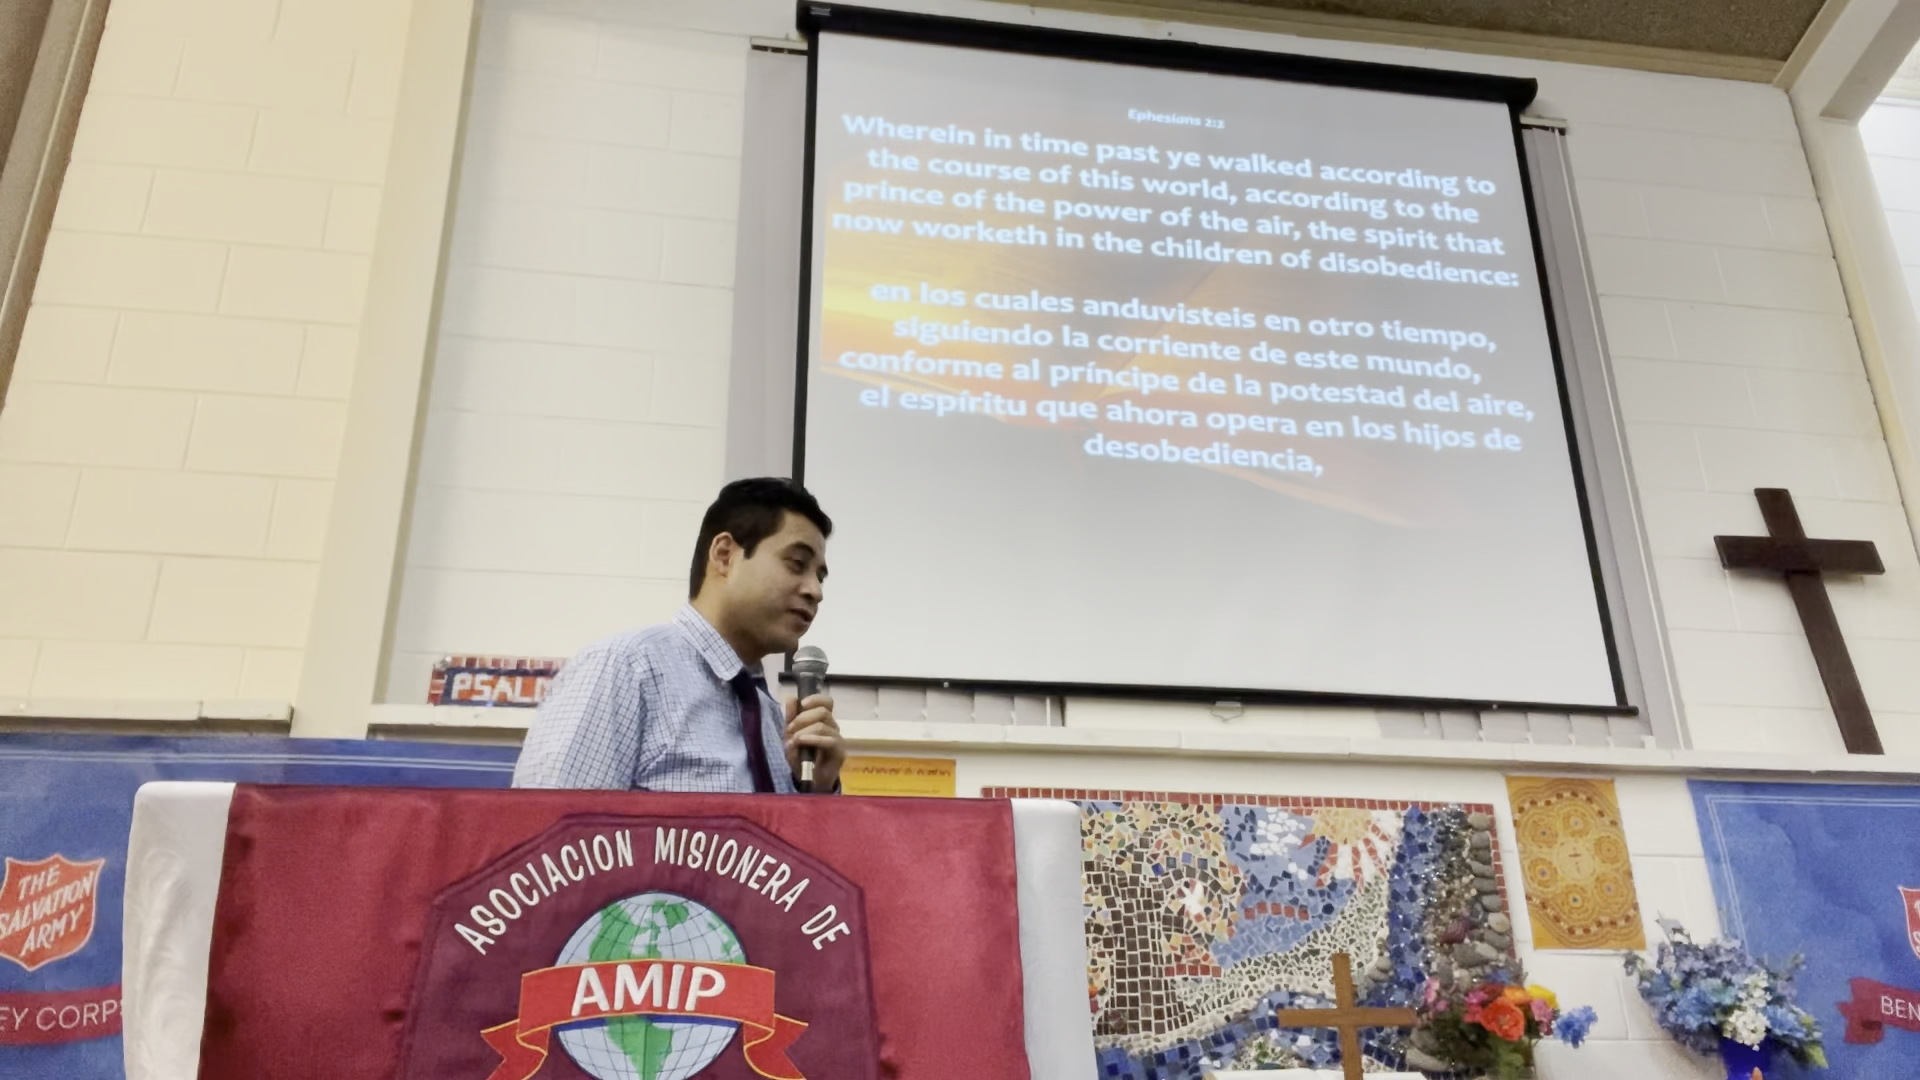 Ephesians 2:2
Wherein in time past ye walked according to
the course of this world, according to the
prince of the power of the air, the spirit that
now worketh in the children of disobedience:
en los cuales anduvisteis en otro tiempo,
siguiendo la corriente de este mundo,
conforme al príncipe de la potestad del aire,
el espíritu que ahora opera en los hijos de
desobediencia,
PSAL
ASOCIACION MISIONERA DE
AMIP
THE
SALVATION
ARMY
EY CORPS
BEN